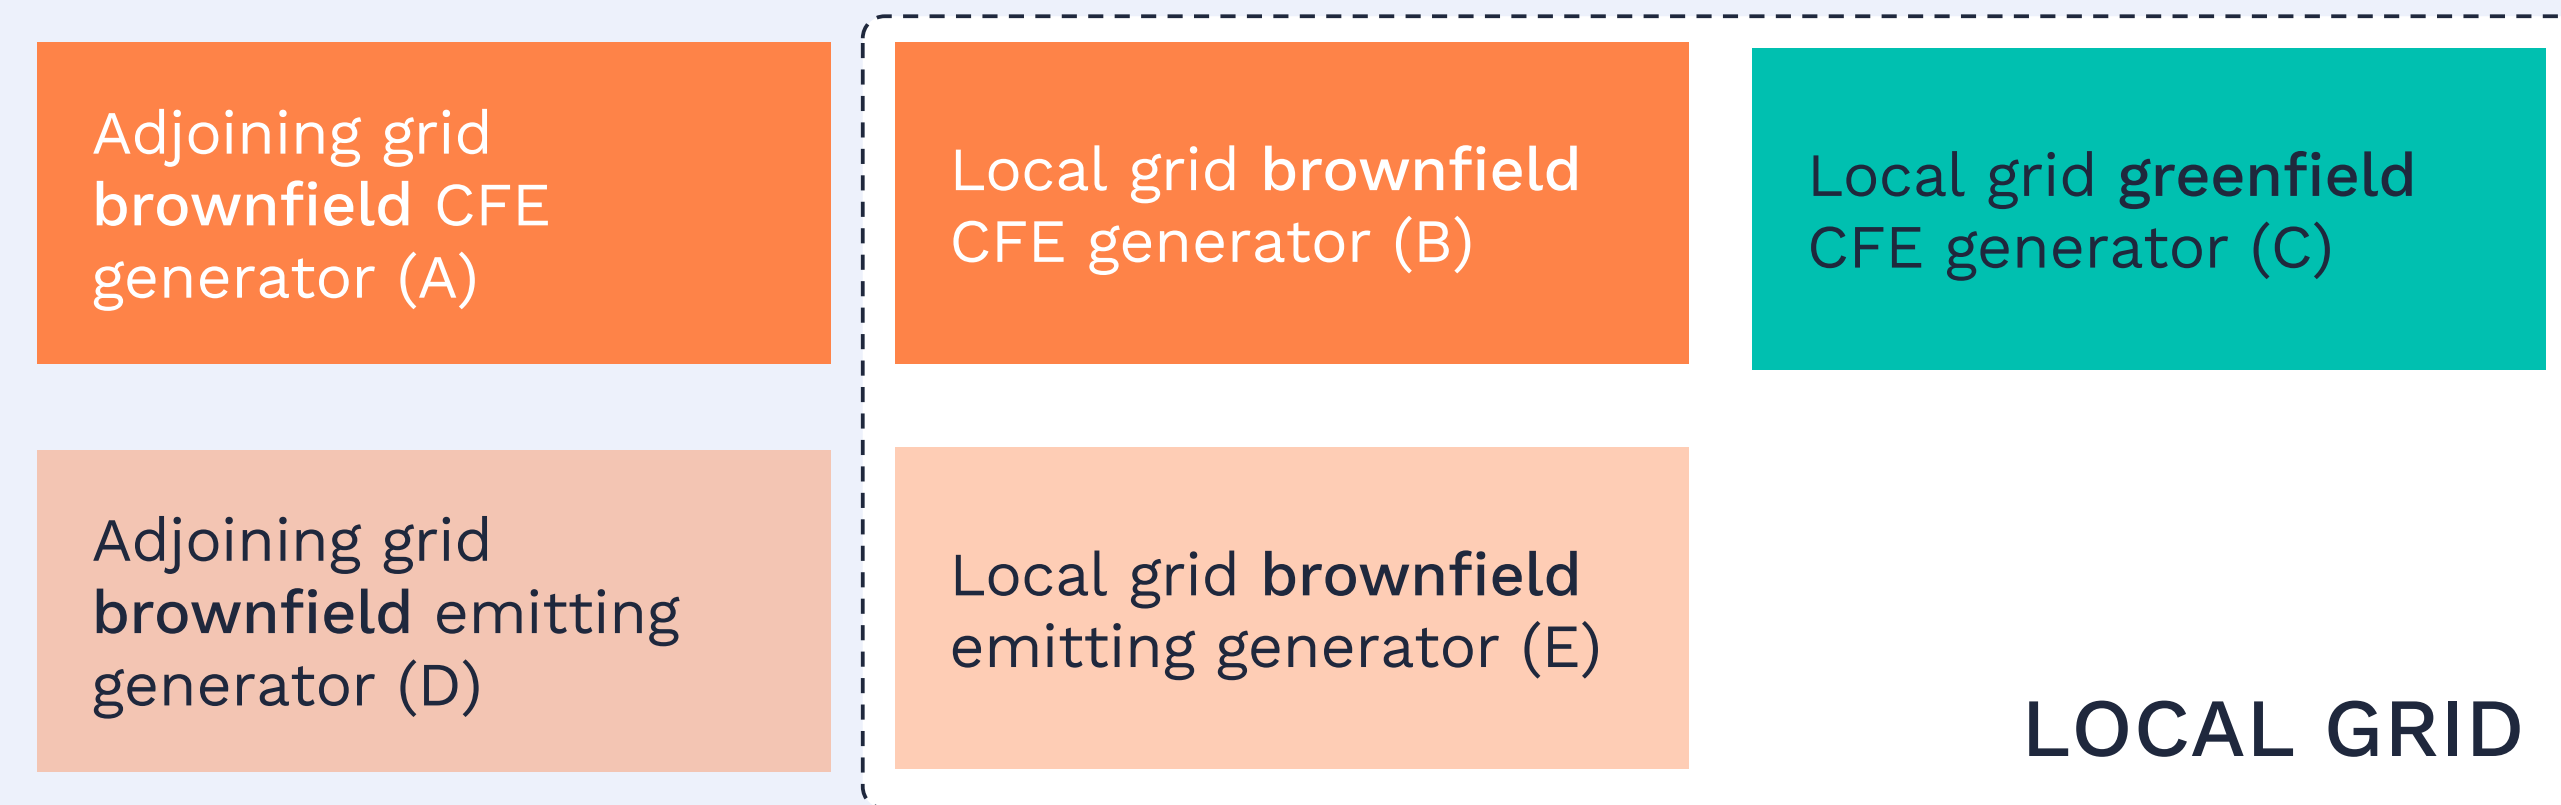 Adjoining grid
brownfield CFE
generator (A)
Local grid brownfield
CFE generator (B)
Local grid greenfield
CFE generator (C)
Adjoining grid
brownfield emitting
generator (D)
Local grid brownfield
emitting generator (E)
LOCAL GRID